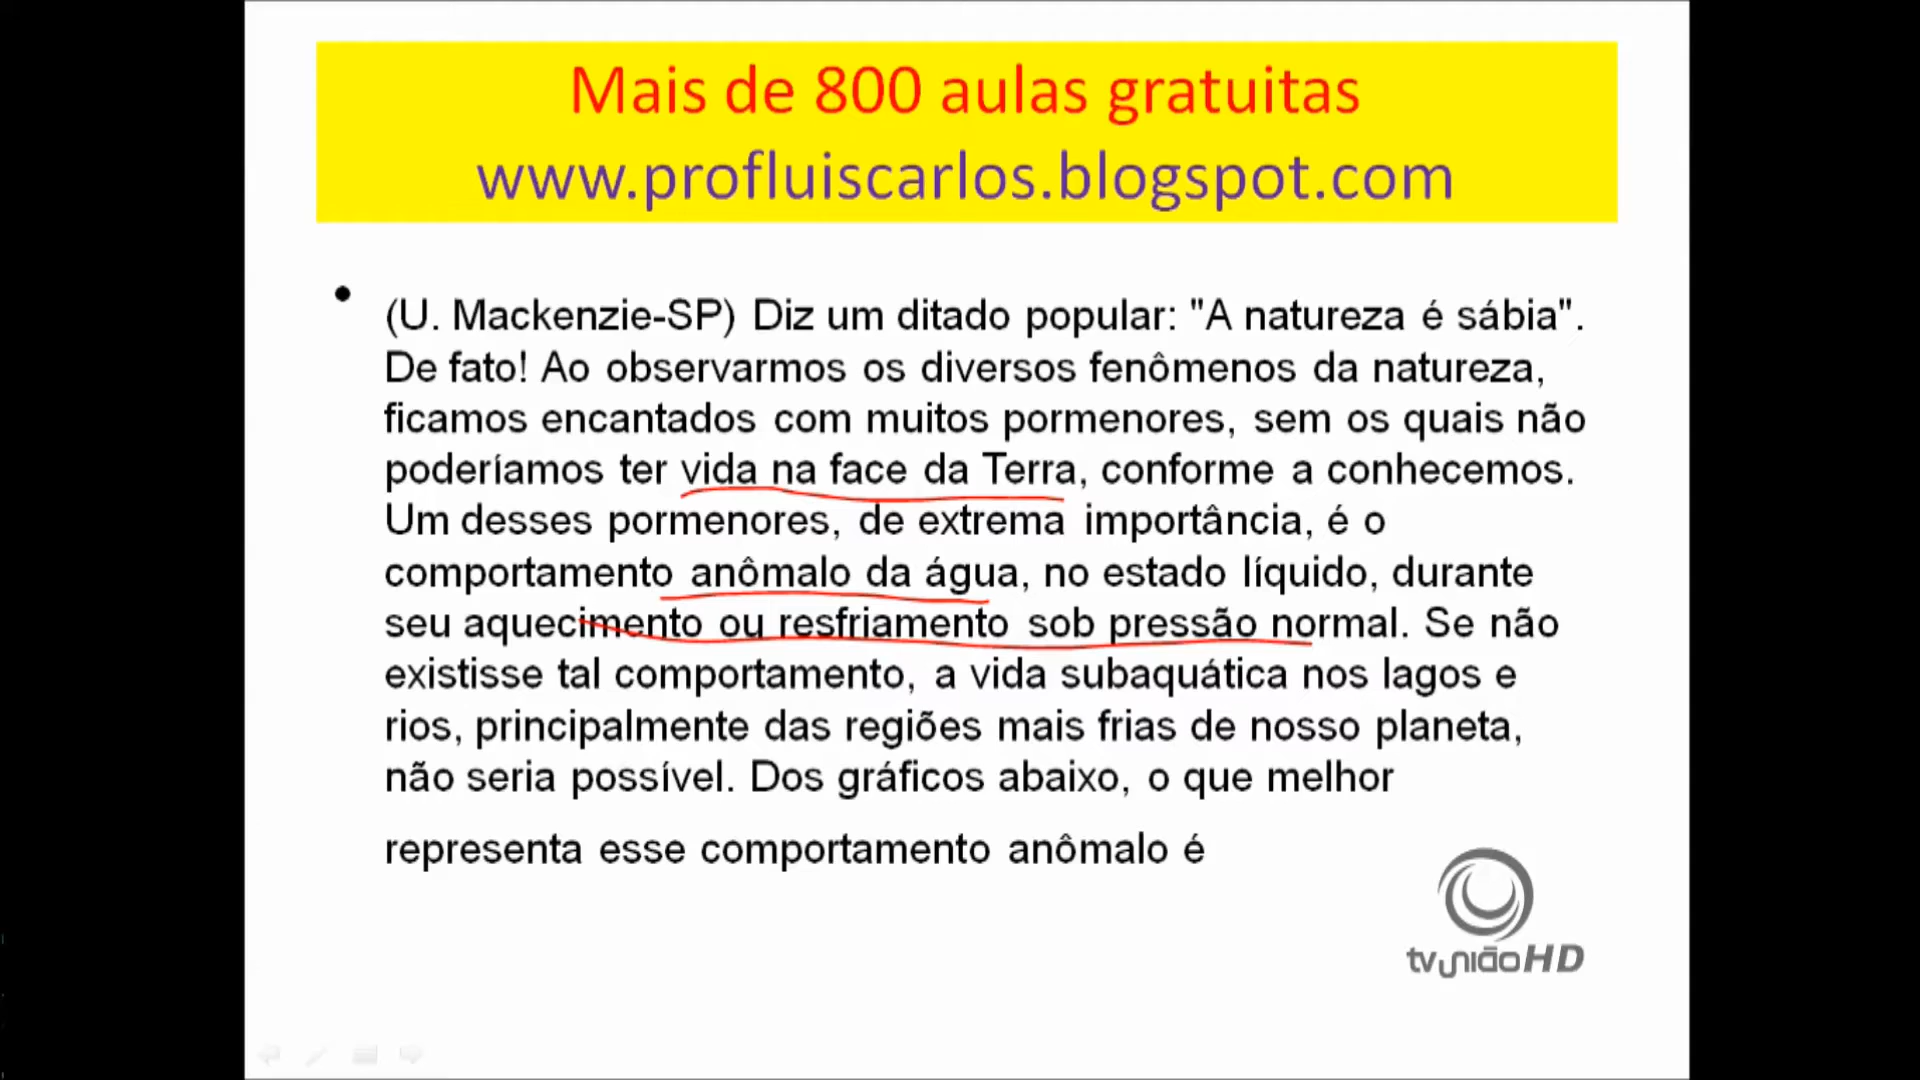 Mais de 800 aulas gratuitas
www.profluiscarlos.blogspot.com
• (U. Mackenzie-SP) Diz um ditado popular: "A natureza é sábia".
De fato! Ao observarmos os diversos fenômenos da natureza,
ficamos encantados com muitos pormenores, sem os quais não
poderíamos ter vida na face da Terra, conforme a conhecemos.
Um desses pormenores, de extrema importância, é o
comportamento anômalo da água, no estado líquido, durante
seu aquecimento ou resfriamento sob pressão normal. Se não
existisse tal comportamento, a vida subaquática nos lagos e
rios, principalmente das regiões mais frias de nosso planeta,
não seria possível. Dos gráficos abaixo, o que melhor
representa esse comportamento anômalo é
tv união HD